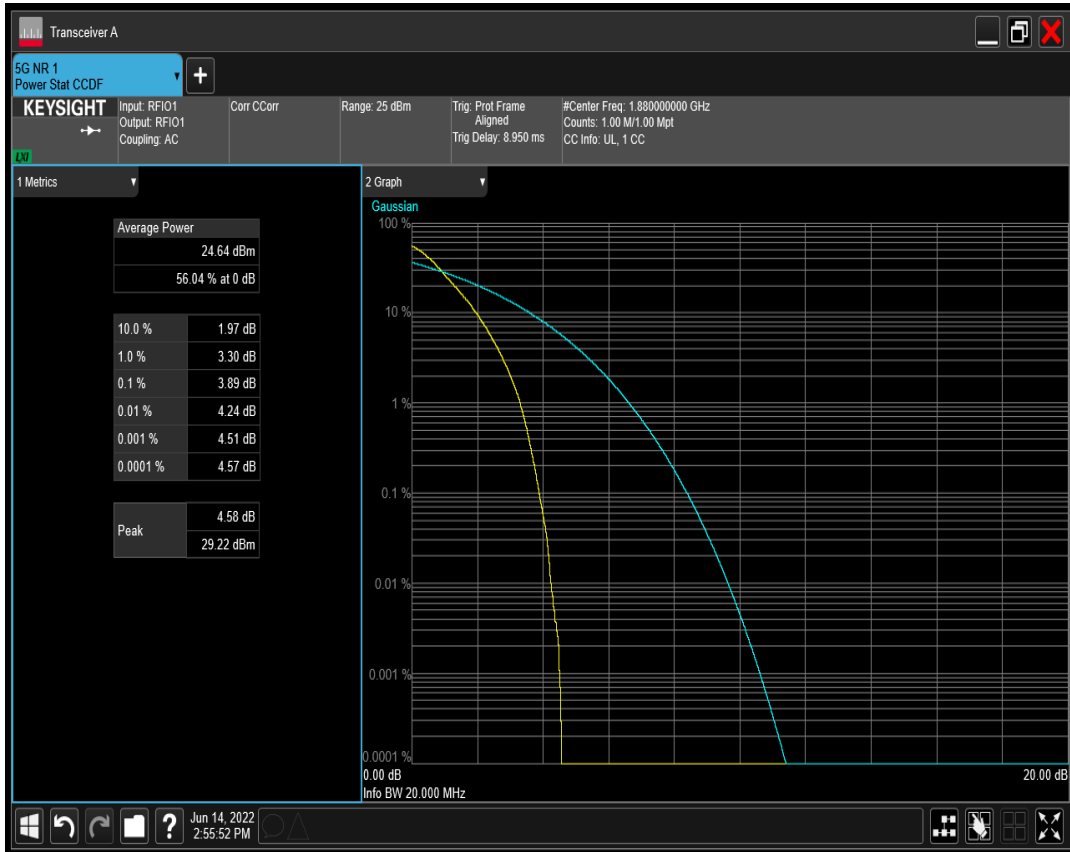 Transceiver A
5G NR 1
Power Stat CCDF
+
KEYSIGHT
LXI
Input: RFIO1
Output: RFIO1
Coupling: AC
Corr CCorr
Range: 25 dBm
Trig: Prot Frame
Aligned
Trig Delay: 8.950 ms
#Center Freq: 1.880000000 GHz
Counts: 1.00 M/1.00 Mpt
CC Info: UL, 1 CC
1 Metrics
Average Power
24.64 dBm
56.04 % at 0 dB
10.0 % 1.97 dB
1.0 % 3.30 dB
0.1 % 3.89 dB
0.01 % 4.24 dB
0.001 % 4.51 dB
0.0001 % 4.57 dB
Peak
4.58 dB
29.22 dBm
2 Graph
Gaussian
100 %
10 %
1 %
0.1 %
0.01 %
0.001 %
0.0001 %
0.00 dB 20.00 dB
Info BW 20.000 MHz
?
Jun 14, 2022
2:55:52 PM